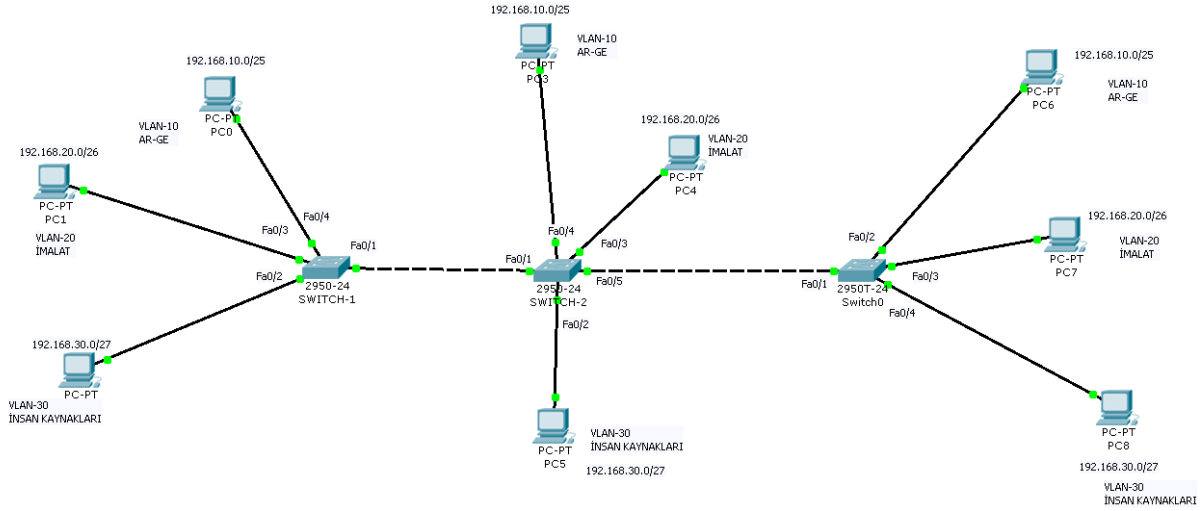 192.168.10.0/25
VLAN-10
AR-GE
PC-PT
PC3
192.168.10.0/25
VLAN-10
AR-GE
PC-PT
PC6
192.168.10.0/25
VLAN-10
AR-GE
PC-PT
PC0
192.168.20.0/26
VLAN-20
İMALAT
PC-PT
PC4
192.168.20.0/26
PC-PT
PC1
VLAN-20
İMALAT
192.168.20.0/26
VLAN-20
İMALAT
PC-PT
PC7
Fa0/4
Fa0/3
Fa0/1
Fa0/2
2950-24
SWITCH-1
Fa0/4
Fa0/3
Fa0/1
Fa0/5
2950-24
SWITCH-2
Fa0/2
Fa0/2
Fa0/3
Fa0/1
2950T-24
Switch0
Fa0/4
192.168.30.0/27
PC-PT
VLAN-30
İNSAN KAYNAKLARI
PC-PT
PC5
VLAN-30
İNSAN KAYNAKLARI
192.168.30.0/27
PC-PT
PC8
192.168.30.0/27
VLAN-30
İNSAN KAYNAKLARI